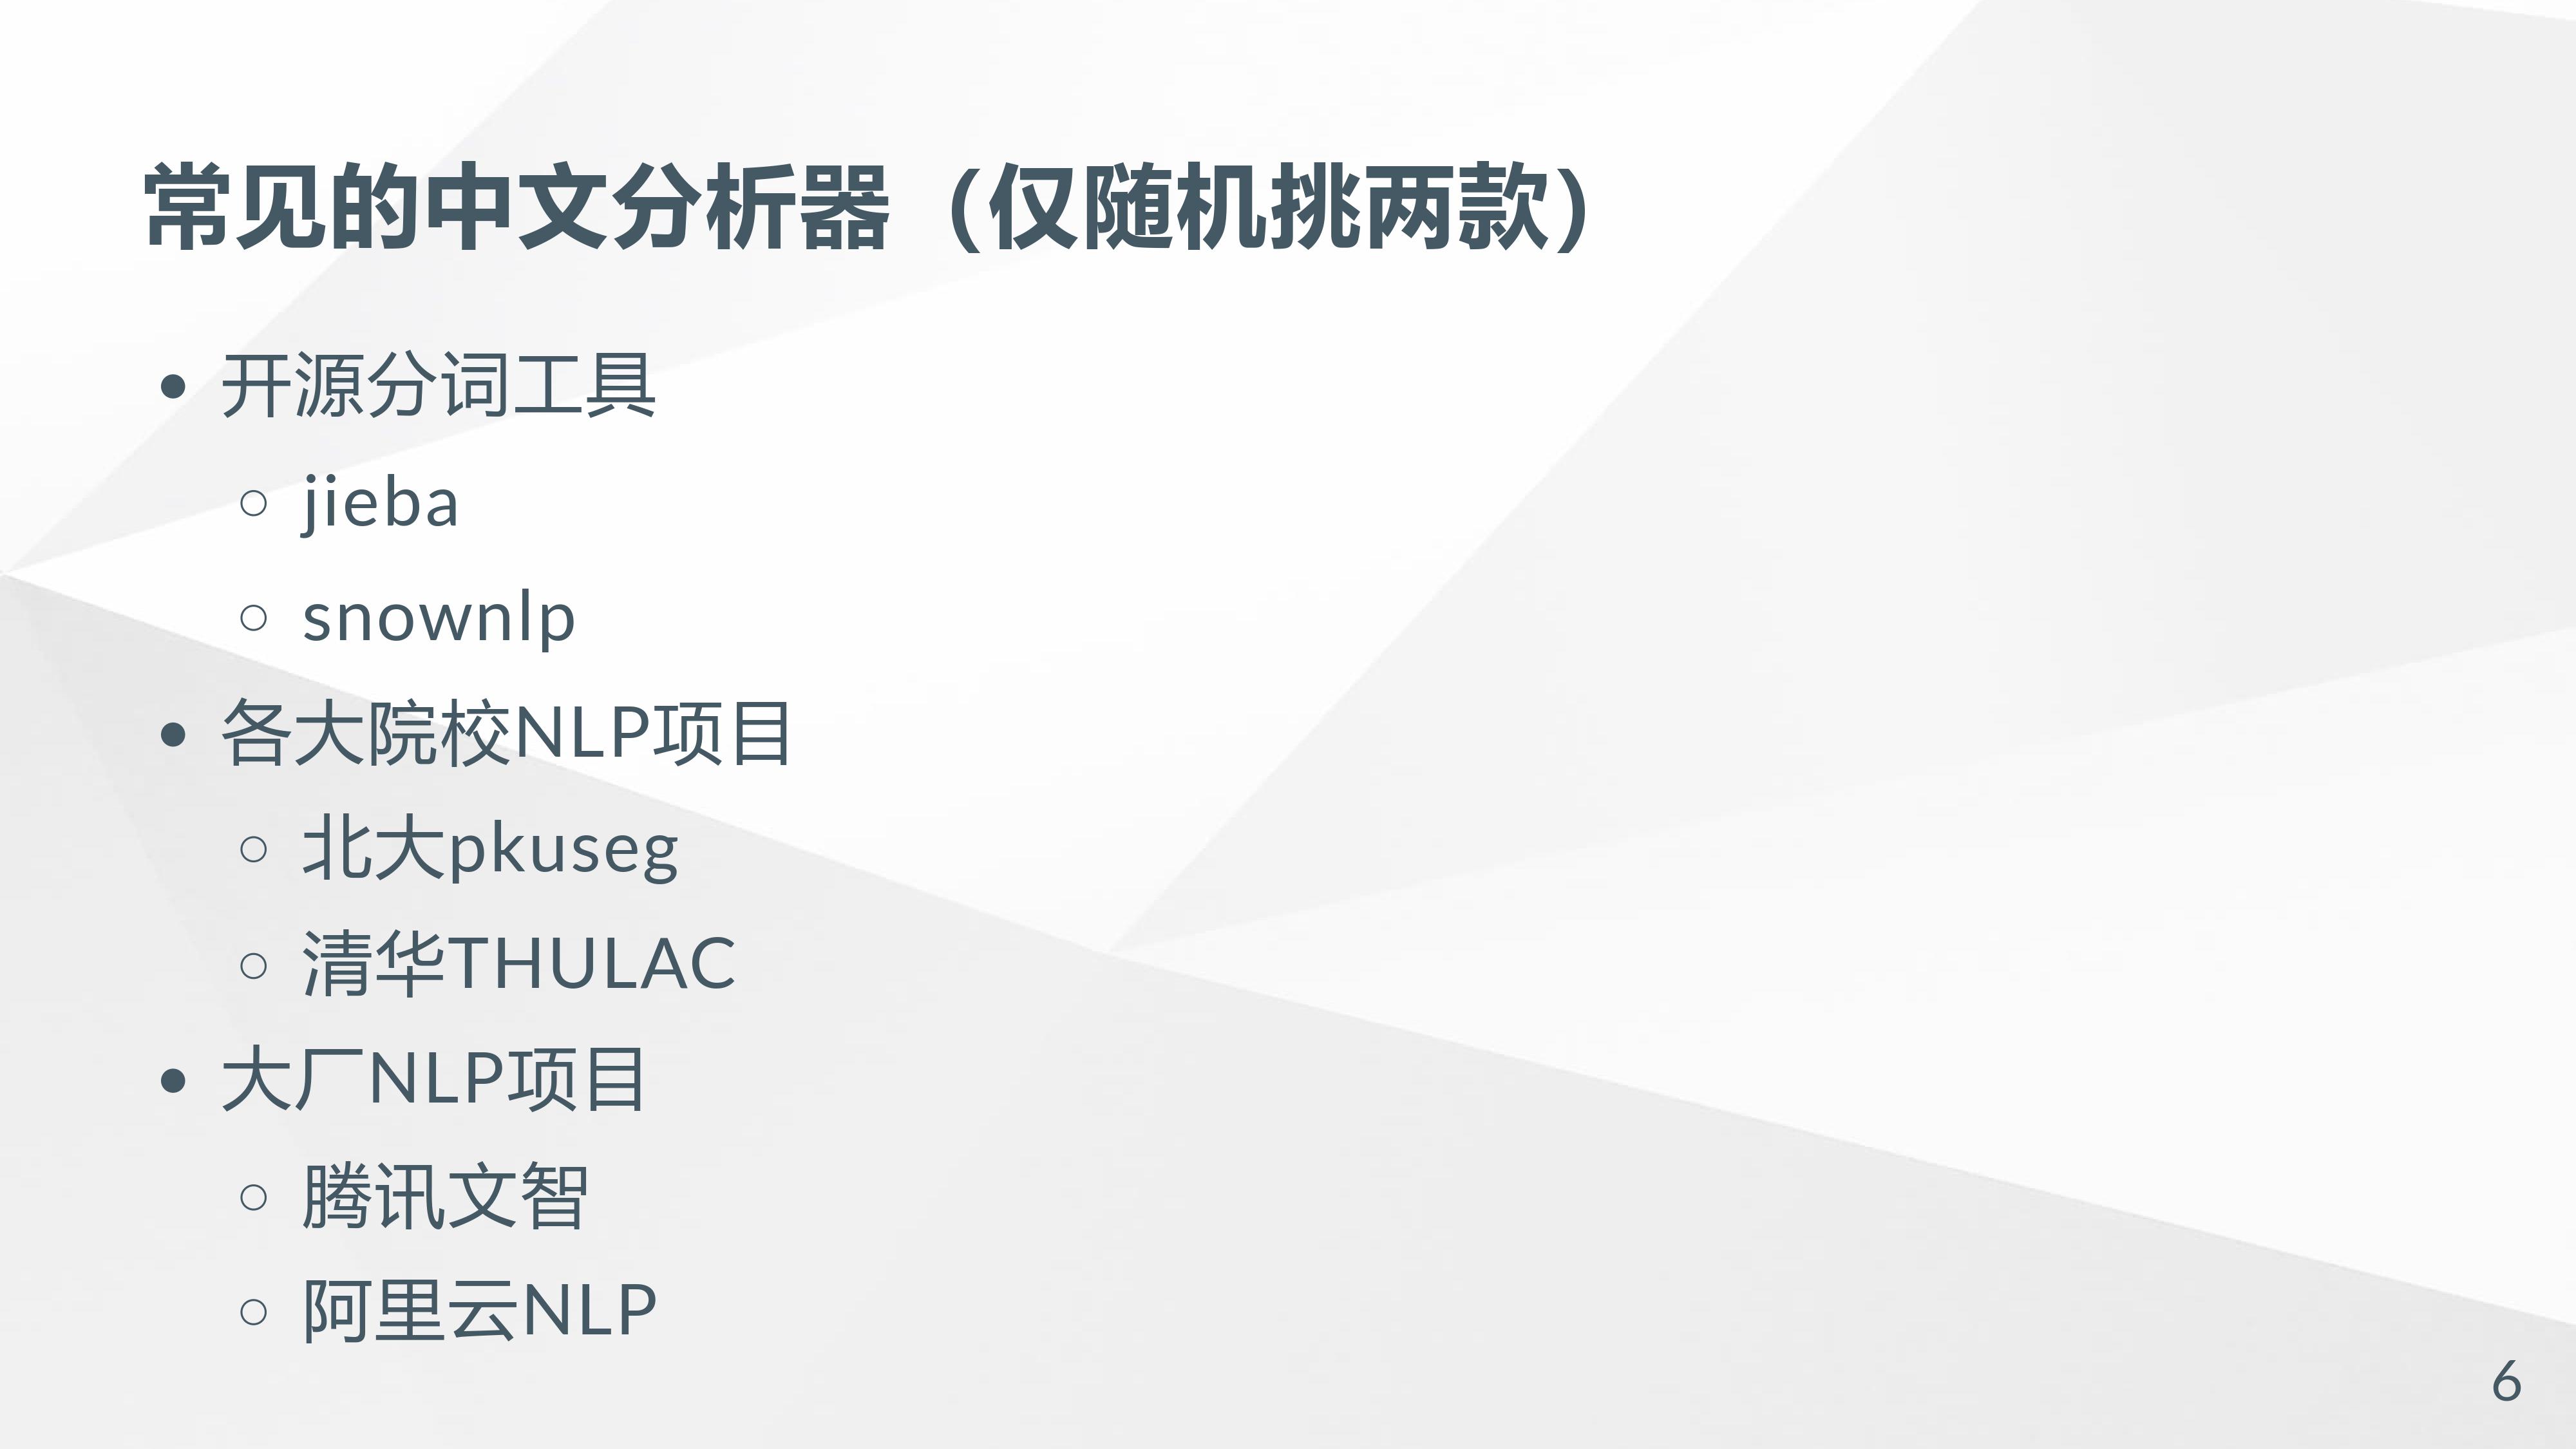 常见的中文分析器（仅随机挑两款）
• 开源分词工具
○ jieba
○ snownlp
• 各大院校NLP项目
○ 北大pkuseg
○ 清华THULAC
• 大厂NLP项目
○ 腾讯文智
○ 阿里云NLP
6